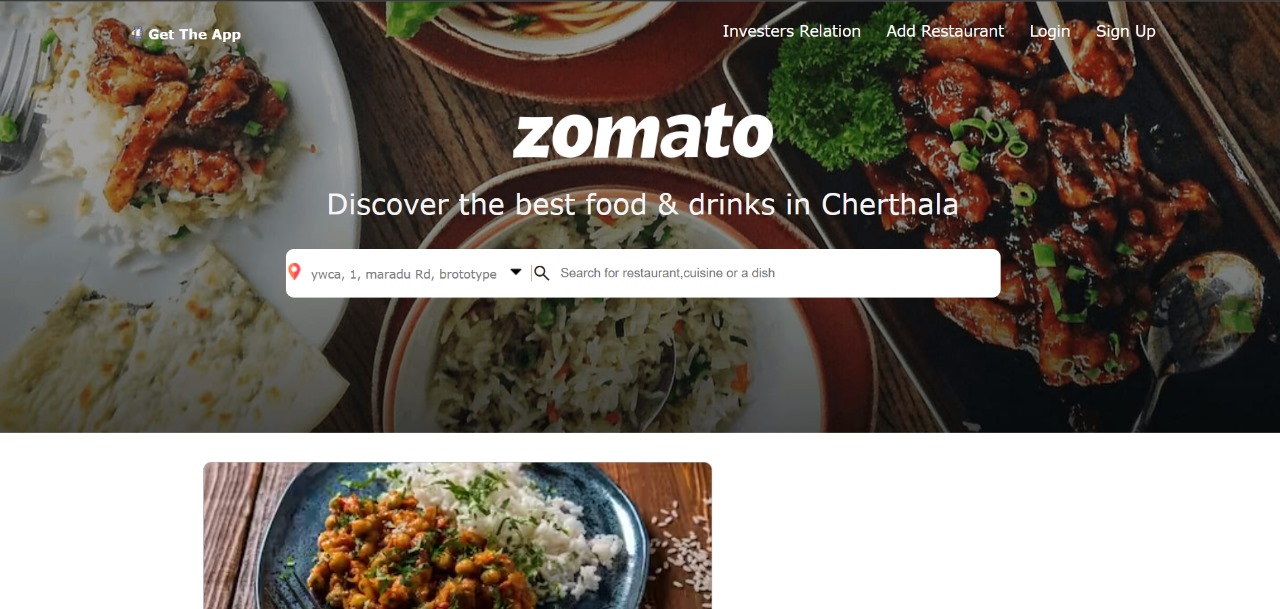 Get The App
Investers Relation
Add Restaurant
Login
Sign Up
zomato
Discover the best food & drinks in Cherthala
ywca, 1, maradu Rd, brototype
Search for restaurant,cuisine or a dish